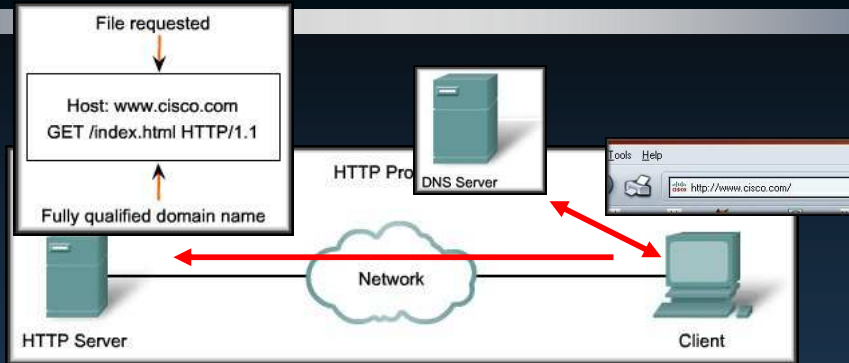 File requested
Host: www.cisco.com
GET /index.html HTTP/1.1
Fully qualified domain name
HTTP
DNS Server
Tools Help
http://www.cisco.com/
Network
HTTP Server
Client